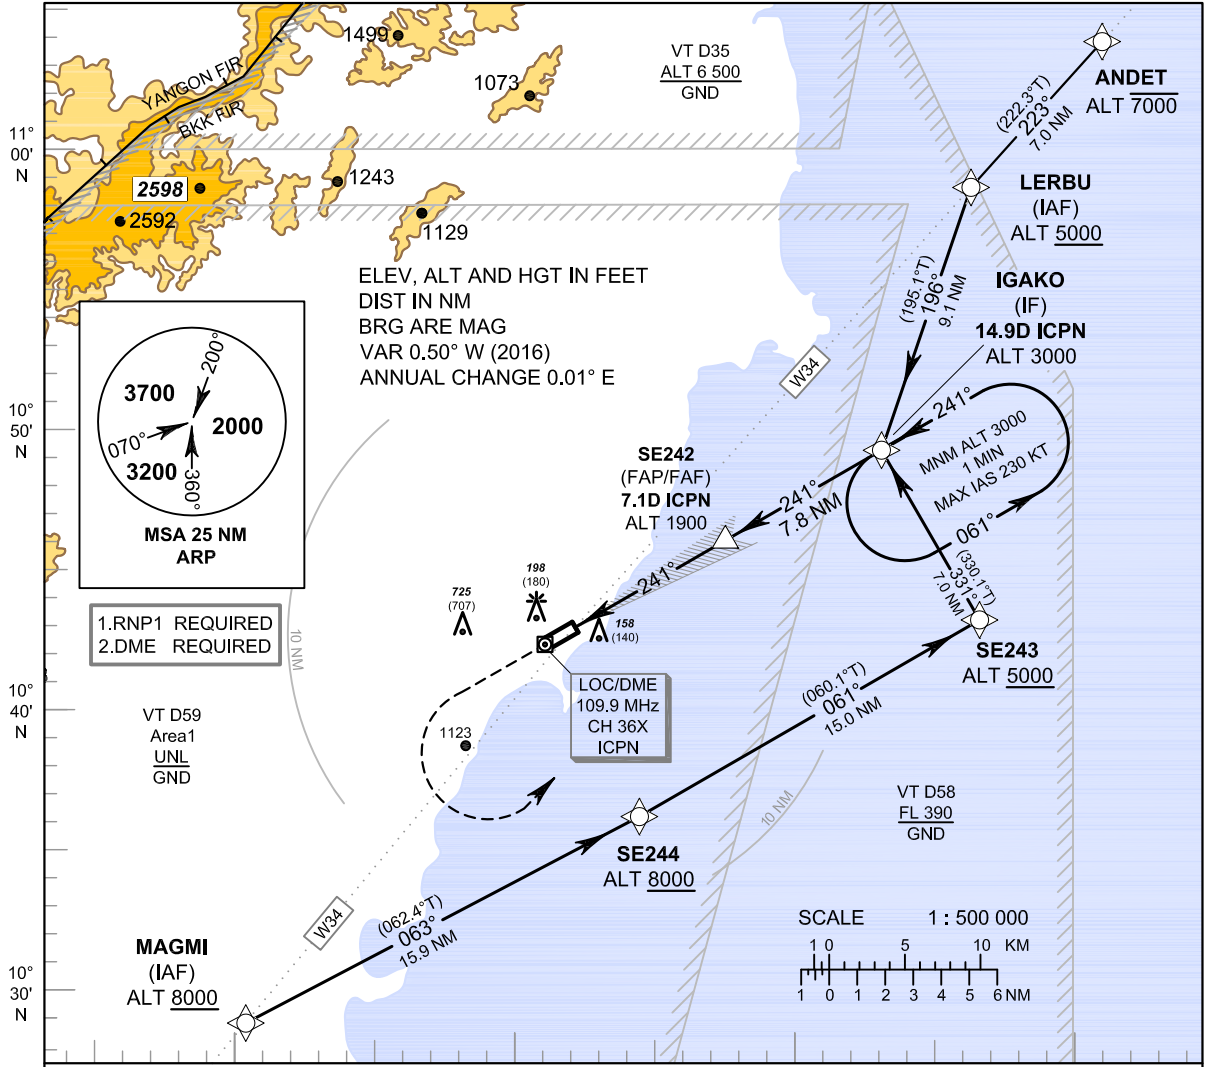 1499
VT D35
ALT 6 500
GND
1073
YANGON FIR
BKK FIR
ANDET
ALT 7000
(222.3°T)
223°
7.0 NM
11°
00'
N
2598
2592
1243
1129
LERBU
(IAF)
ALT 5000
ELEV, ALT AND HGT IN FEET
DIST IN NM
BRG ARE MAG
VAR 0.50° W (2016)
ANNUAL CHANGE 0.01° E
(195.1°T)
196°
9.1 NM
IGAKO
(IF)
14.9D ICPN
ALT 3000
W34
3700
200°
2000
070°
3200
360°
MSA 25 NM
ARP
10°
50'
N
241°
MNM ALT 3000
1 MIN
MAX IAS 230 KT
061°
SE242
(FAP/FAF)
7.1D ICPN
ALT 1900
241°
7.8 NM
241°
(330.1°T)
331°
7.0 NM
725
(707)
198
(180)
158
(140)
1.RNP1 REQUIRED
2.DME REQUIRED
10 NM
SE243
ALT 5000
LOC/DME
109.9 MHz
CH 36X
ICPN
(060.1°T)
061°
15.0 NM
10°
40'
N
VT D59
Area1
UNL
GND
1123
10 NM
VT D58
FL 390
GND
SE244
ALT 8000
W34
(062.4°T)
063°
15.9 NM
MAGMI
(IAF)
ALT 8000
SCALE 1 : 500 000
1 0 5 10 KM
1 0 1 2 3 4 5 6 NM
10°
30'
N